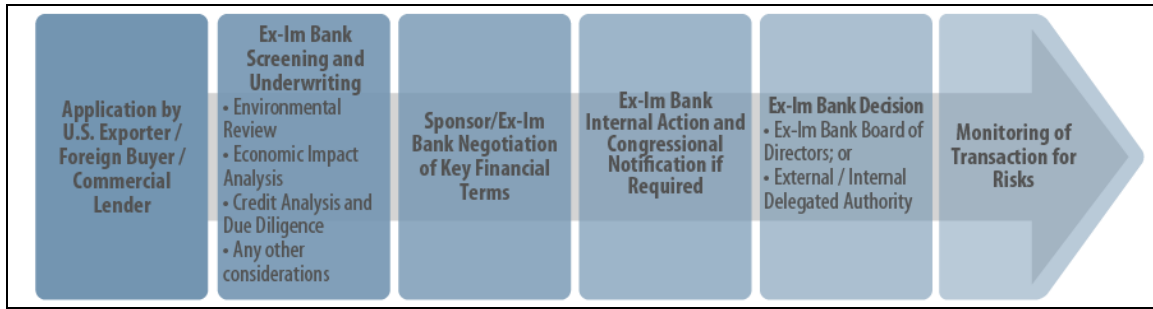 Application by
U.S. Exporter /
Foreign Buyer /
Commercial
Lender
Ex-Im Bank
Screening and
Underwriting
• Environmental
Review
• Economic Impact
Analysis
• Credit Analysis and
Due Diligence
• Any other
considerations
Sponsor/Ex-Im
Bank Negotiation
of Key Financial
Terms
Ex-Im Bank
Internal Action and
Congressional
Notification if
Required
Ex-Im Bank Decision
• Ex-Im Bank Board of
Directors; or
• External / Internal
Delegated Authority
Monitoring of
Transaction for
Risks